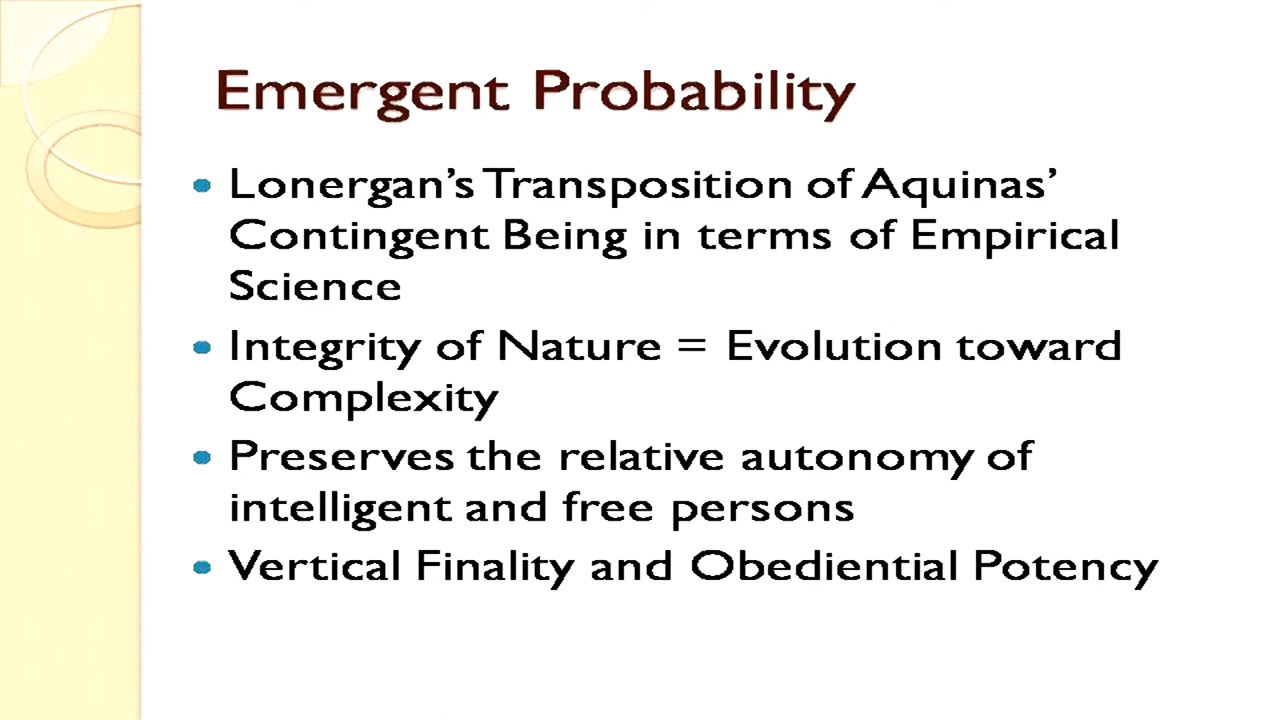 Emergent Probability
• Lonergan’s Transposition of Aquinas’
Contingent Being in terms of Empirical
Science
• Integrity of Nature = Evolution toward
Complexity
• Preserves the relative autonomy of
intelligent and free persons
• Vertical Finality and Obediential Potency